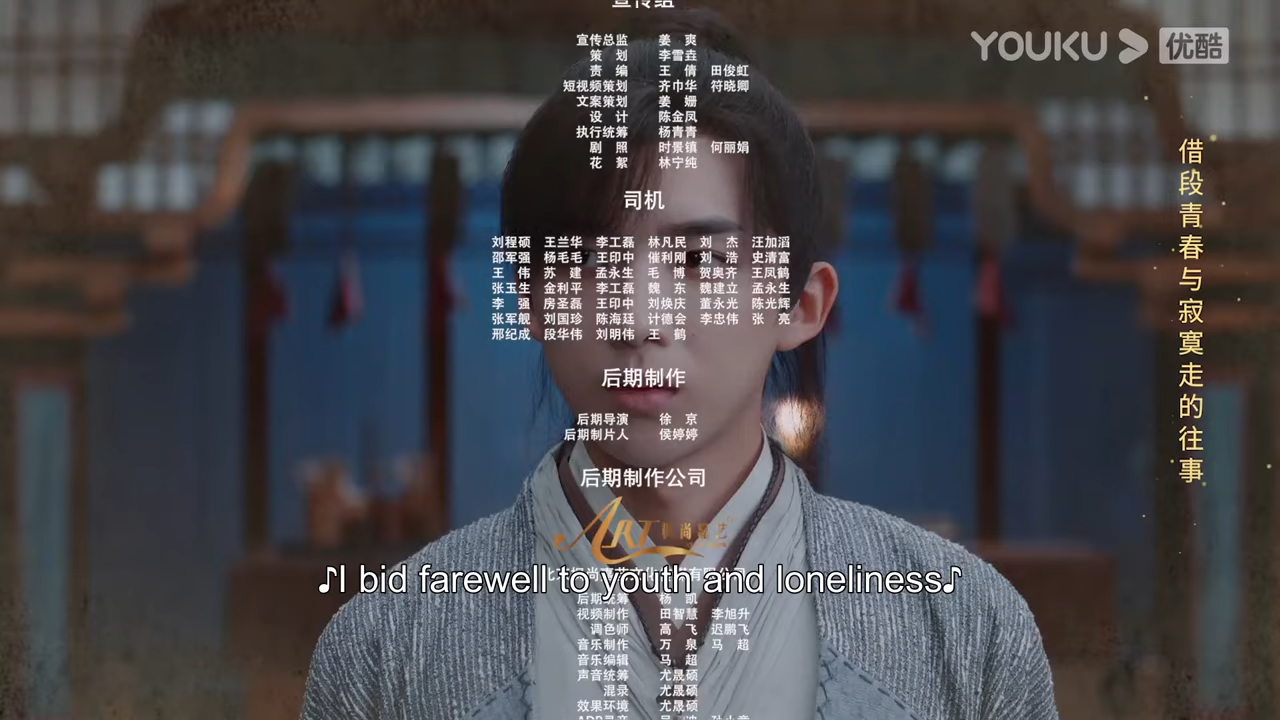 宣传组
YOUKU 优酷
宣传总监 姜 爽
策 划 李雪垚
责 编 王 倩 田俊虹
短视频策划 齐巾华 符晓卿
文案策划 姜 姗
设 计 陈金凤
执行统筹 杨青青
剧 照 时景镇 何丽娟
花 絮 林宁纯
借段青春与寂寞走的往事
司机
刘程硕 王兰华 李工磊 林凡民 刘 杰 汪加滔
邵军强 杨毛毛 王印中 催利刚 刘 浩 史清富
王 伟 苏 建 孟永生 毛 博 贺奥齐 王凤鹤
张玉生 金利平 李工磊 魏 东 魏建立 孟永生
李 强 房圣磊 王印中 刘焕庆 董永光 陈光辉
张军舰 刘国珍 陈海廷 计德会 李忠伟 张 亮
邢纪成 段华伟 刘明伟 王 鹤
后期制作
后期导演 徐 京
后期制片人 侯婷婷
后期制作公司
ART
♪I bid farewell to youth and loneliness♪
后期统筹 杨 凯
视频制作 田智慧 李旭升
调色师 高 飞 迟鹏飞
音乐制作 万 泉 马 超
音乐编辑 马 超
声音统筹 尤晟硕
混录 尤晟硕
效果环境 尤晟硕